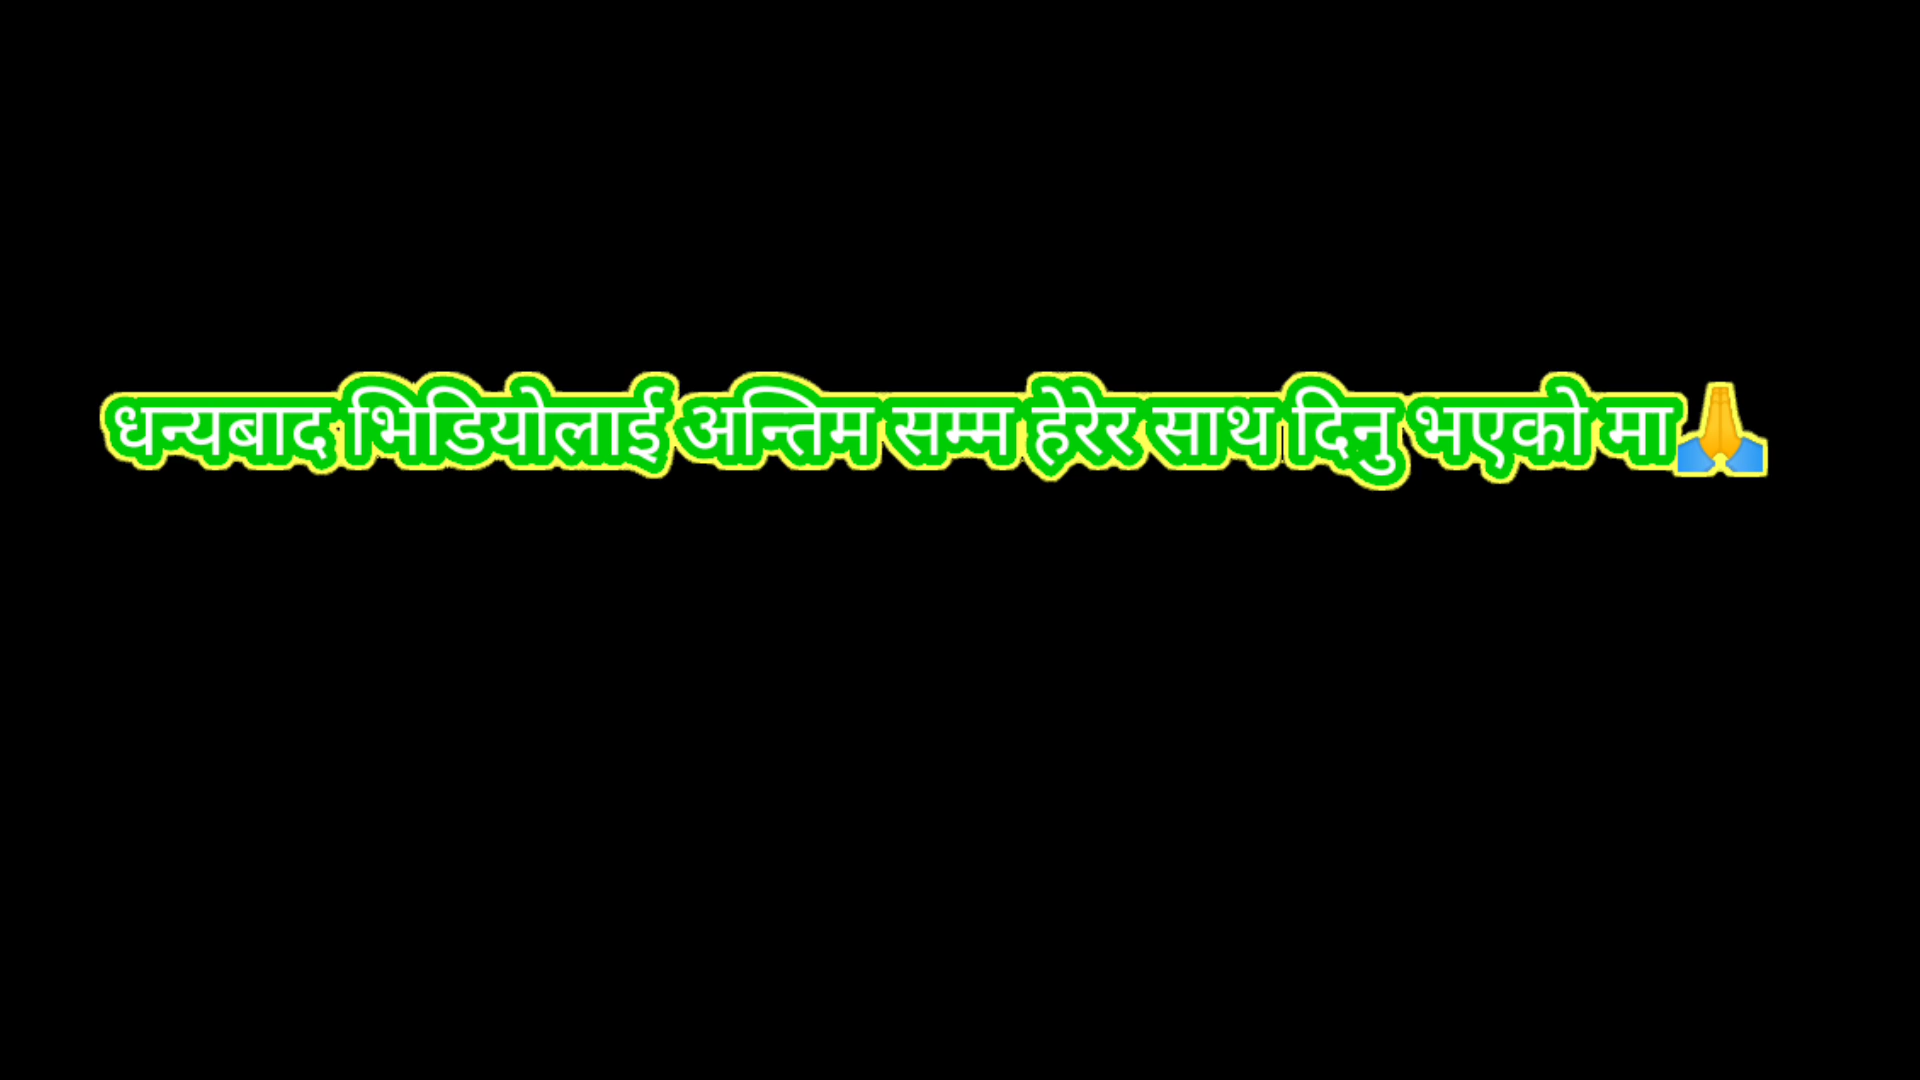 धन्यबाद भिडियोलाई अन्तिम सम्म हेरेर साथ दिनु भएको मा🙏